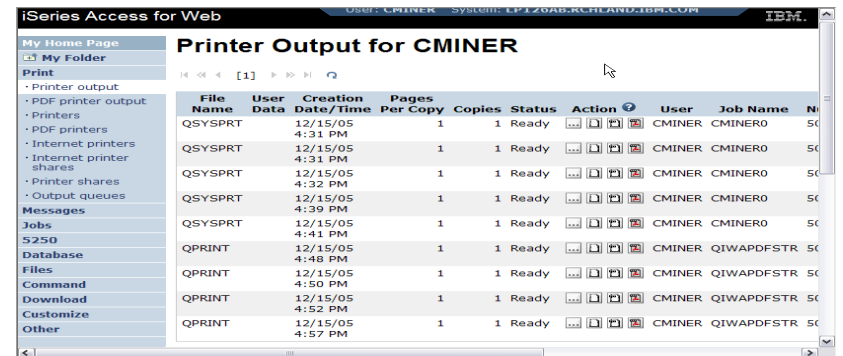 iSeries Access for Web
User: CMINER System: LPT26AB.RCHLAND.IBM.COM
IBM.
My Home Page
My Folder
Print
· Printer output
· PDF printer output
· Printers
· PDF printers
· Internet printers
· Internet printer
shares
· Printer shares
· Output queues
Messages
Jobs
5250
Database
Files
Command
Download
Customize
Other
Printer Output for CMINER
[1]
File Name User Data Creation Date/Time Pages Per Copy Copies Status Action ? User Job Name
QSYSPRT 12/15/05 4:31 PM 1 1 Ready ... CMINER CMINER0
QSYSPRT 12/15/05 4:31 PM 1 1 Ready ... CMINER CMINER0
QSYSPRT 12/15/05 4:32 PM 1 1 Ready ... CMINER CMINER0
QSYSPRT 12/15/05 4:39 PM 1 1 Ready ... CMINER CMINER0
QSYSPRT 12/15/05 4:41 PM 1 1 Ready ... CMINER CMINER0
QPRINT 12/15/05 4:48 PM 1 1 Ready ... CMINER QIWAPDFSTR
QPRINT 12/15/05 4:50 PM 1 1 Ready ... CMINER QIWAPDFSTR
QPRINT 12/15/05 4:52 PM 1 1 Ready ... CMINER QIWAPDFSTR
QPRINT 12/15/05 4:57 PM 1 1 Ready ... CMINER QIWAPDFSTR